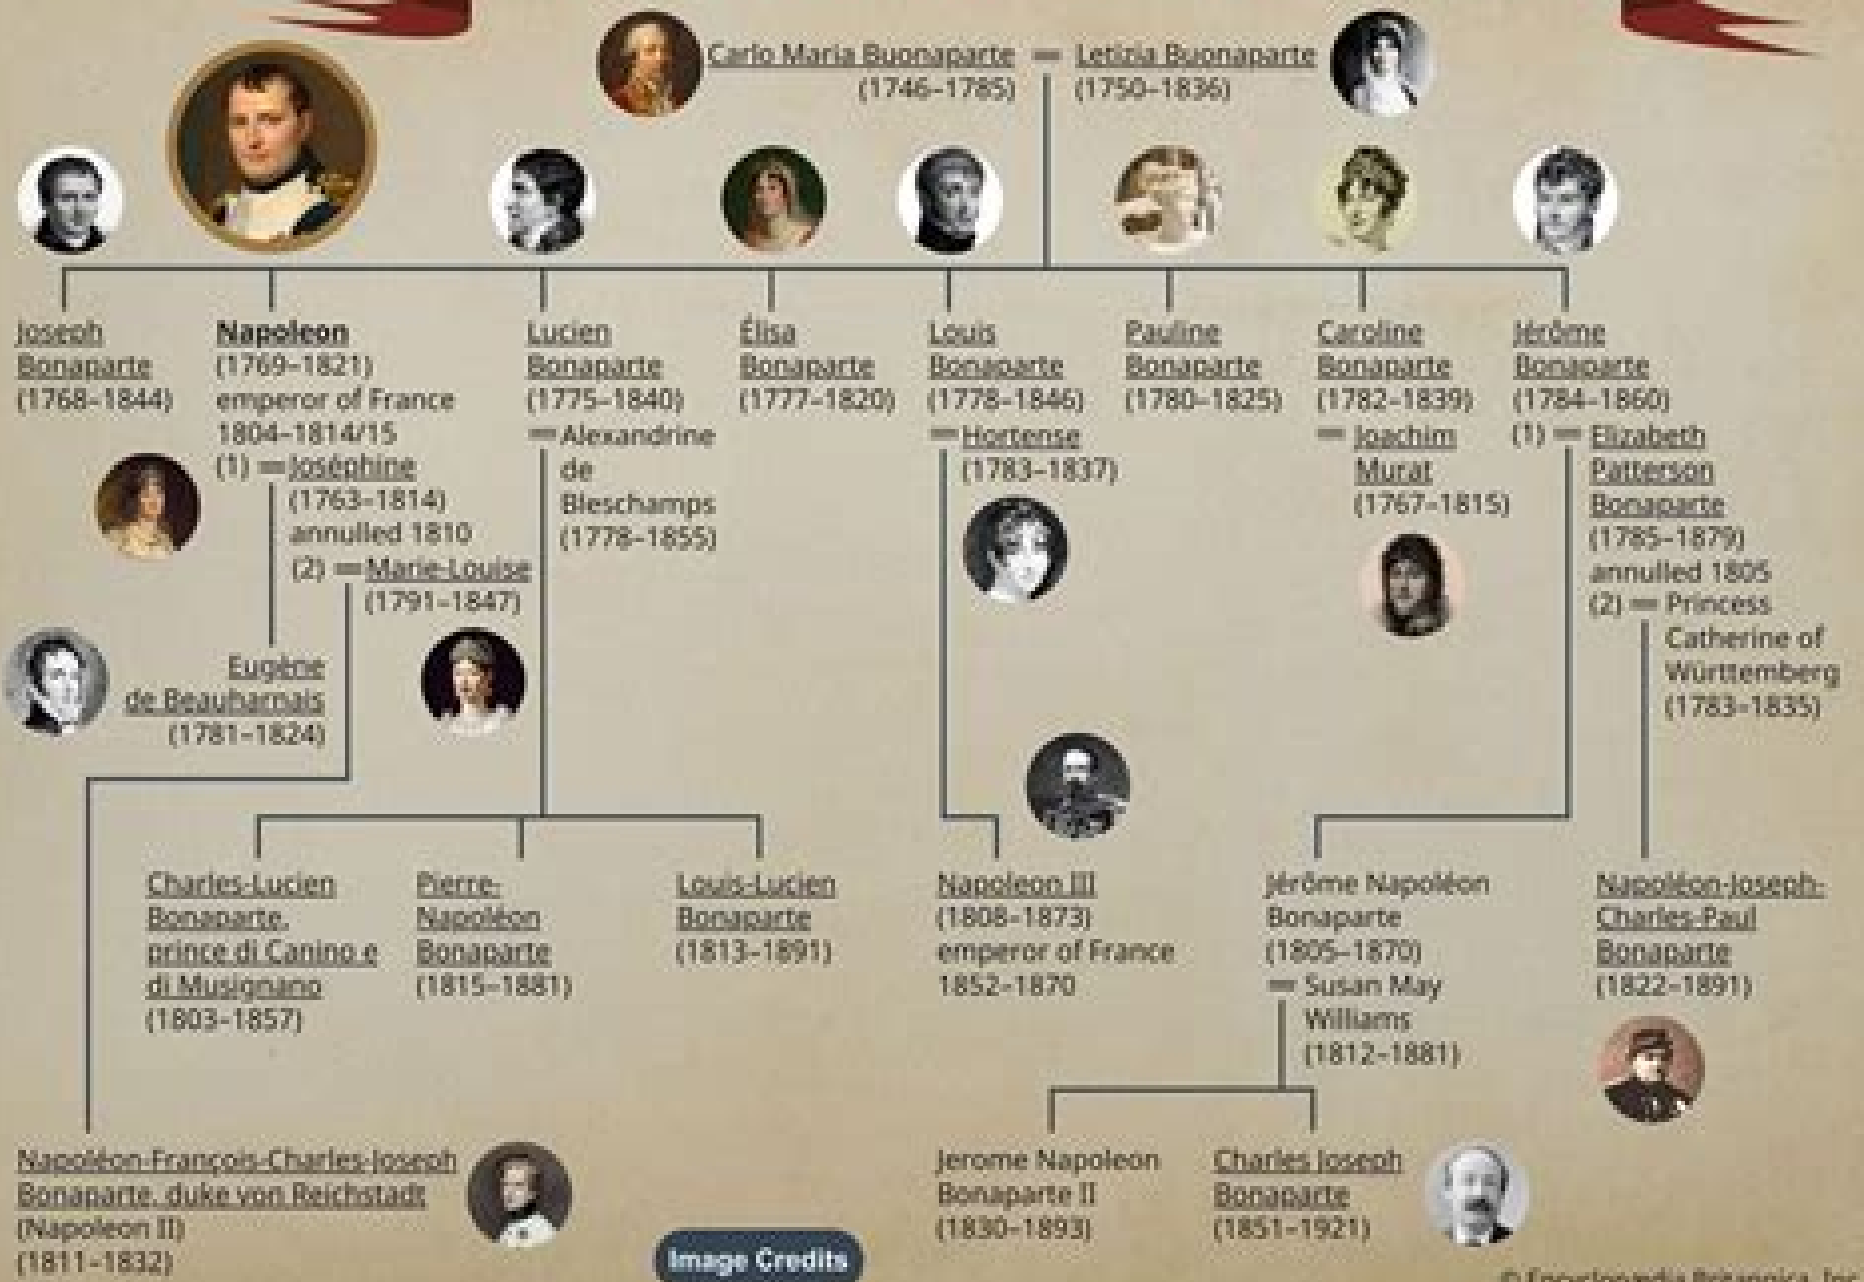 Carlo Maria Buonaparte
(1746–1785)
Letizia Buonaparte
(1750–1836)
Joseph
Bonaparte
(1768–1844)
Napoleon
(1769–1821)
emperor of France
1804–1814/15
(1) Joséphine
(1763–1814)
annulled 1810
(2) Marie-Louise
(1791–1847)
Eugène
de Beauharnais
(1781–1824)
Lucien
Bonaparte
(1775–1840)
Alexandrine
de
Bleschamps
(1778–1855)
Élisa
Bonaparte
(1777–1820)
Louis
Bonaparte
(1778–1846)
Hortense
(1783–1837)
Pauline
Bonaparte
(1780–1825)
Caroline
Bonaparte
(1782–1839)
Joachim
Murat
(1767–1815)
Jérôme
Bonaparte
(1784–1860)
(1) Elizabeth
Patterson
Bonaparte
(1785–1879)
annulled 1805
(2) Princess
Catherine of
Württemberg
(1783–1835)
Charles-Lucien
Bonaparte,
prince di Canino e
di Musignano
(1803–1857)
Pierre-
Napoléon
Bonaparte
(1815–1881)
Louis-Lucien
Bonaparte
(1813–1891)
Napoleon III
(1808–1873)
emperor of France
1852–1870
Jérôme Napoléon
Bonaparte
(1805–1870)
Susan May
Williams
(1812–1881)
Napoléon-Joseph-
Charles-Paul
Bonaparte
(1822–1891)
Napoléon-François-Charles-Joseph
Bonaparte, duke von Reichstadt
(Napoleon II)
(1811–1832)
Jerome Napoleon
Bonaparte II
(1830–1893)
Charles Joseph
Bonaparte
(1851–1921)
Image Credits
© Encyclopædia Britannica, Inc.